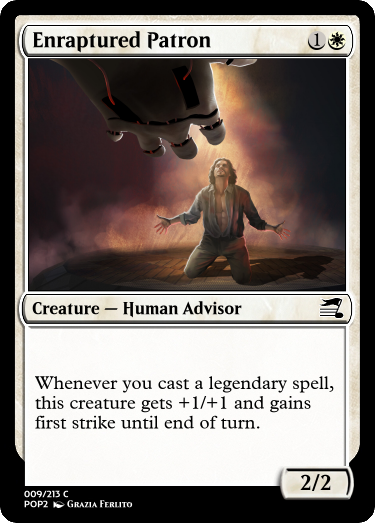 Enraptured Patron 1
Creature — Human Advisor
Whenever you cast a legendary spell,
this creature gets +1/+1 and gains
first strike until end of turn.
2/2
009/213 C
POP2 Grazia Ferlito